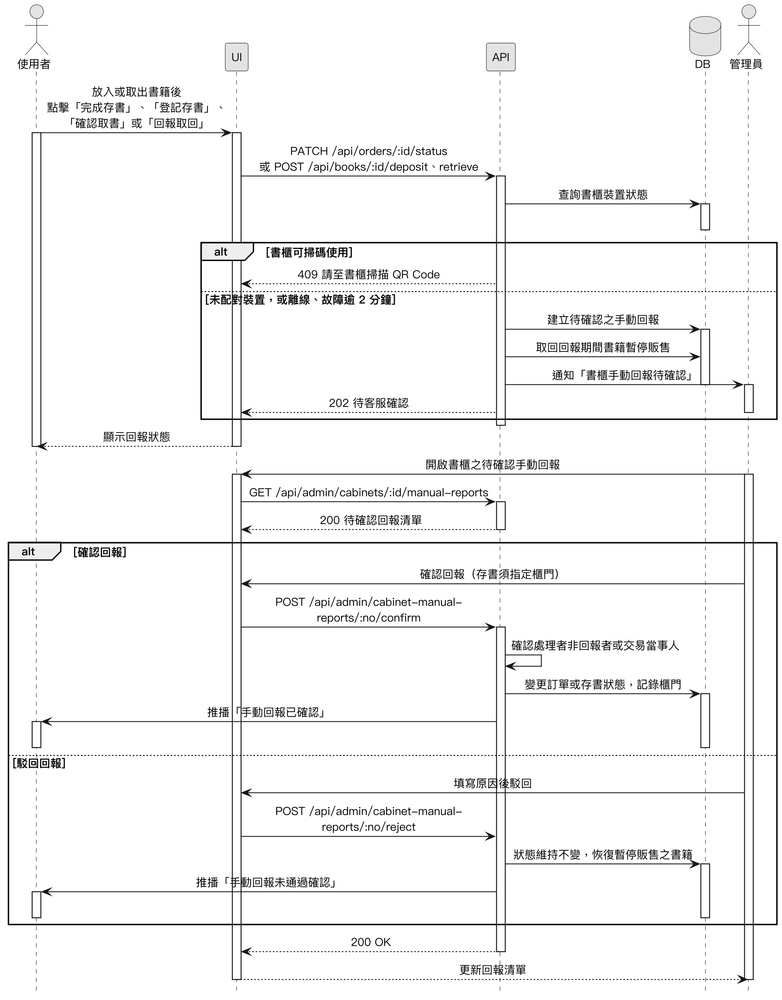 使用者
UI
API
DB
管理員
放入或取出書籍後
點擊「完成存書」、「登記存書」、
「確認取書」或「回報取回」
PATCH /api/orders/:id/status
或 POST /api/books/:id/deposit、retrieve
查詢書櫃裝置狀態
alt
[書櫃可掃碼使用]
409 請至書櫃掃描 QR Code
[未配對裝置，或離線、故障逾 2 分鐘]
建立待確認之手動回報
取回回報期間書籍暫停販售
通知「書櫃手動回報待確認」
202 待客服確認
顯示回報狀態
開啟書櫃之待確認手動回報
GET /api/admin/cabinets/:id/manual-reports
200 待確認回報清單
alt
[確認回報]
確認回報（存書須指定櫃門）
POST /api/admin/cabinet-manual-
reports/:no/confirm
確認處理者非回報者或交易當事人
變更訂單或存書狀態，記錄櫃門
推播「手動回報已確認」
[駁回回報]
填寫原因後駁回
POST /api/admin/cabinet-manual-
reports/:no/reject
狀態維持不變，恢復暫停販售之書籍
推播「手動回報未通過確認」
200 OK
更新回報清單